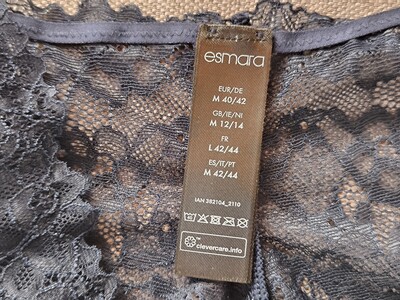 esmara
EUR/DE
M 40/42
GB/IE/NI
M 12/14
FR
L 42/44
ES/IT/PT
M 42/44
IAN 382104_2110
clevercare.info